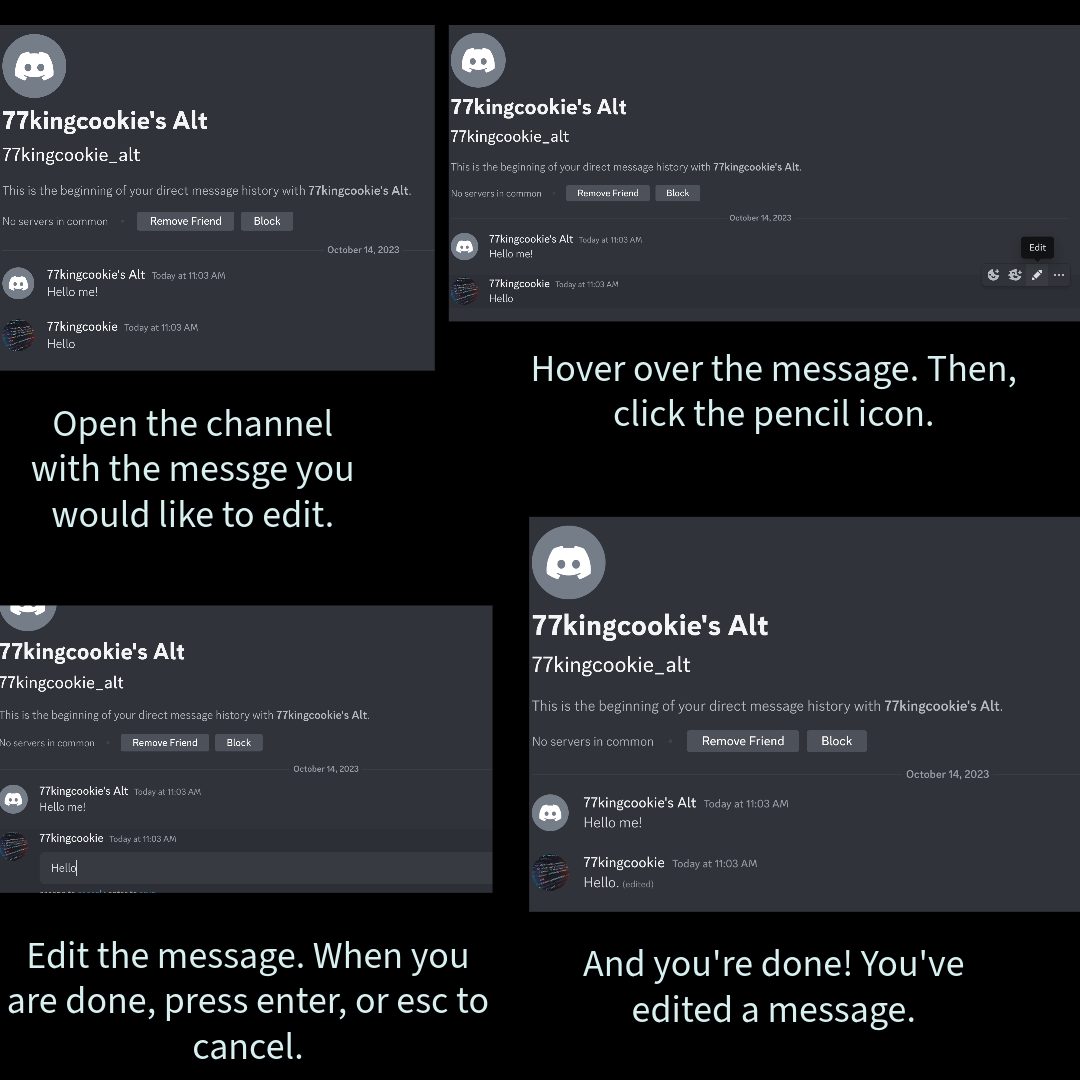 77kingcookie's Alt
77kingcookie_alt
This is the beginning of your direct message history with 77kingcookie's Alt.
No servers in common
Remove Friend
Block
October 14, 2023
77kingcookie's Alt Today at 11:03 AM
Hello me!
77kingcookie Today at 11:03 AM
Hello
Open the channel
with the messge you
would like to edit.
77kingcookie's Alt
77kingcookie_alt
This is the beginning of your direct message history with 77kingcookie's Alt.
No servers in common
Remove Friend
Block
October 14, 2023
77kingcookie's Alt Today at 11:03 AM
Hello me!
Edit
77kingcookie Today at 11:03 AM
Hello
Hover over the message. Then,
click the pencil icon.
77kingcookie's Alt
77kingcookie_alt
This is the beginning of your direct message history with 77kingcookie's Alt.
No servers in common
Remove Friend
Block
October 14, 2023
77kingcookie's Alt Today at 11:03 AM
Hello me!
77kingcookie Today at 11:03 AM
Hello
Edit the message. When you
are done, press enter, or esc to
cancel.
77kingcookie's Alt
77kingcookie_alt
This is the beginning of your direct message history with 77kingcookie's Alt.
No servers in common
Remove Friend
Block
October 14, 2023
77kingcookie's Alt Today at 11:03 AM
Hello me!
77kingcookie Today at 11:03 AM
Hello. (edited)
And you're done! You've
edited a message.